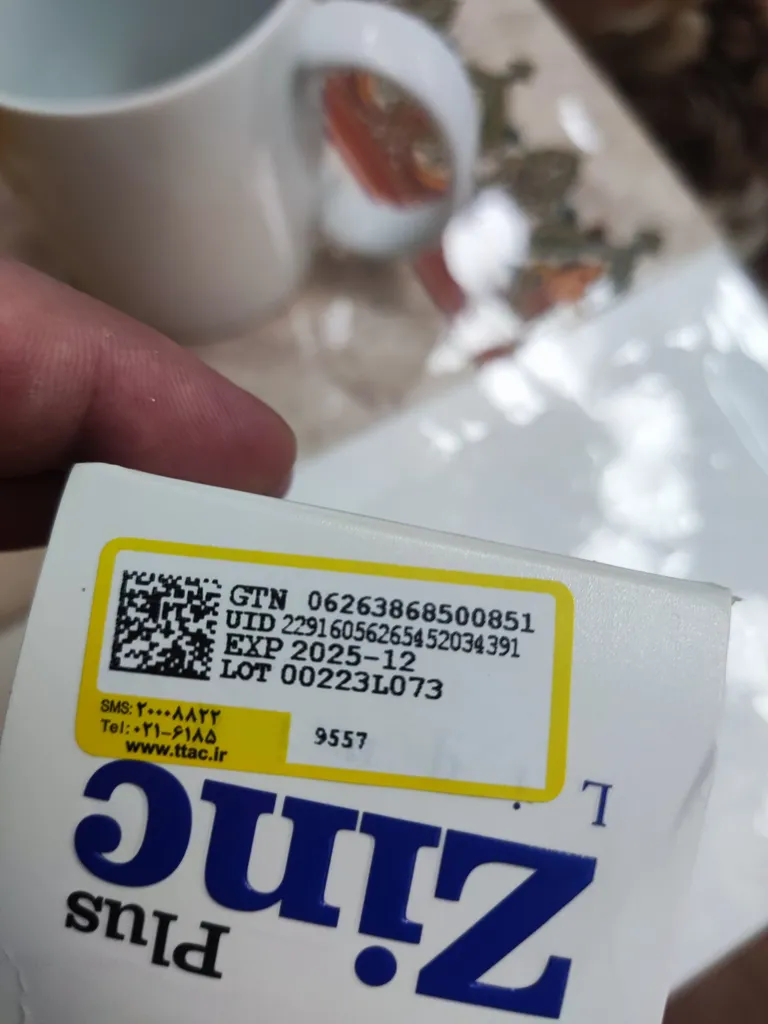 GTN 06263868500851
UID 22916056265452034391
EXP 2025-12
LOT 00223L073
SMS: ۲۰۰۰۸۸۲۲
Tel: ۰۲۱-۶۱۸۵
www.ttac.ir
9557
Zinc
Plus